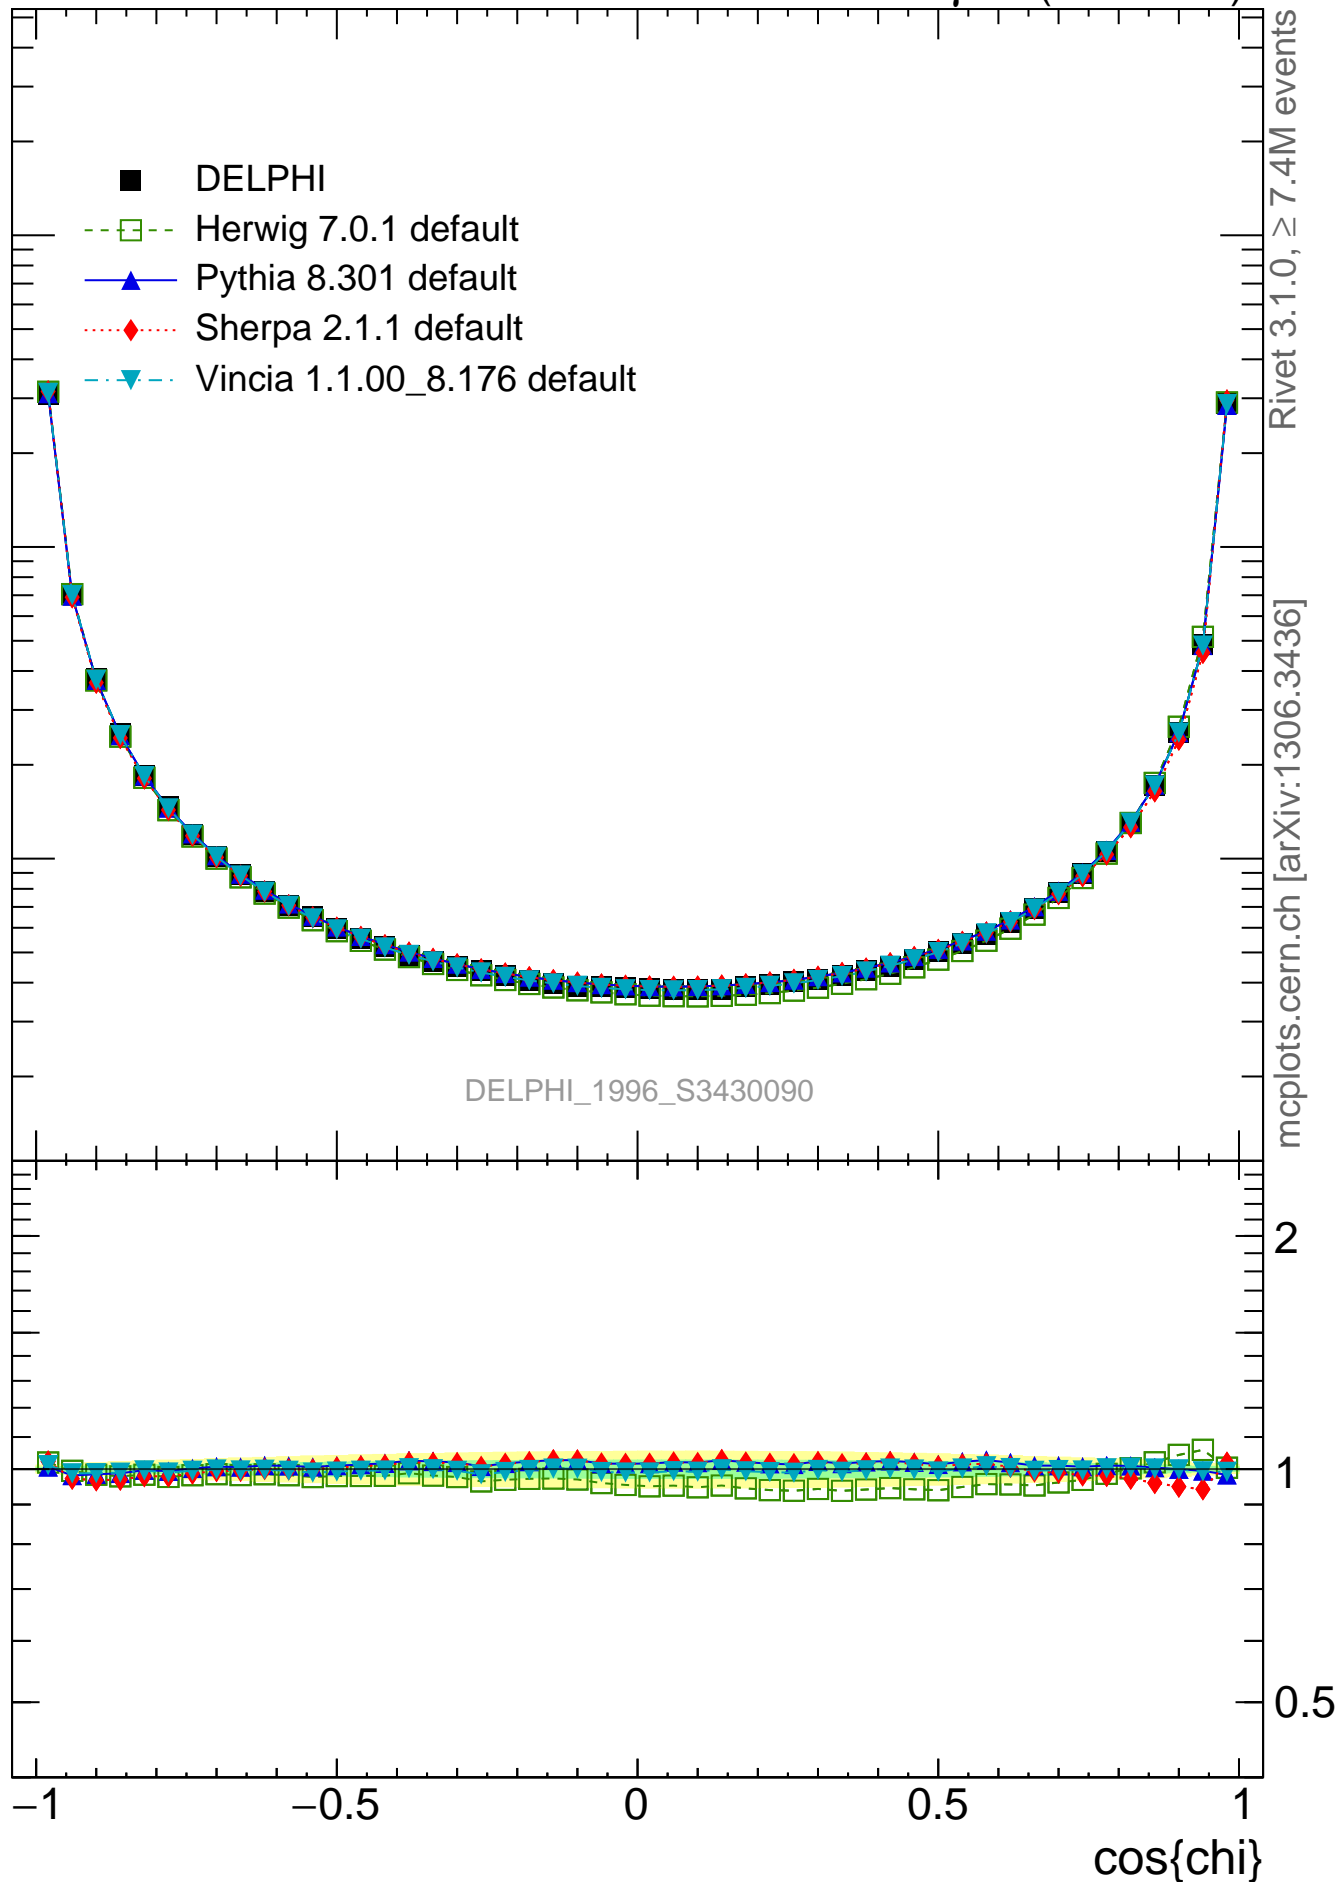 DELPHI
Herwig 7.0.1 default
Pythia 8.301 default
Sherpa 2.1.1 default
Vincia 1.1.00_8.176 default
DELPHI_1996_S3430090
Rivet 3.1.0, ≥ 7.4M events
mcplots.cern.ch [arXiv:1306.3436]
2
1
0.5
−1
−0.5
0
0.5
1
cos{chi}